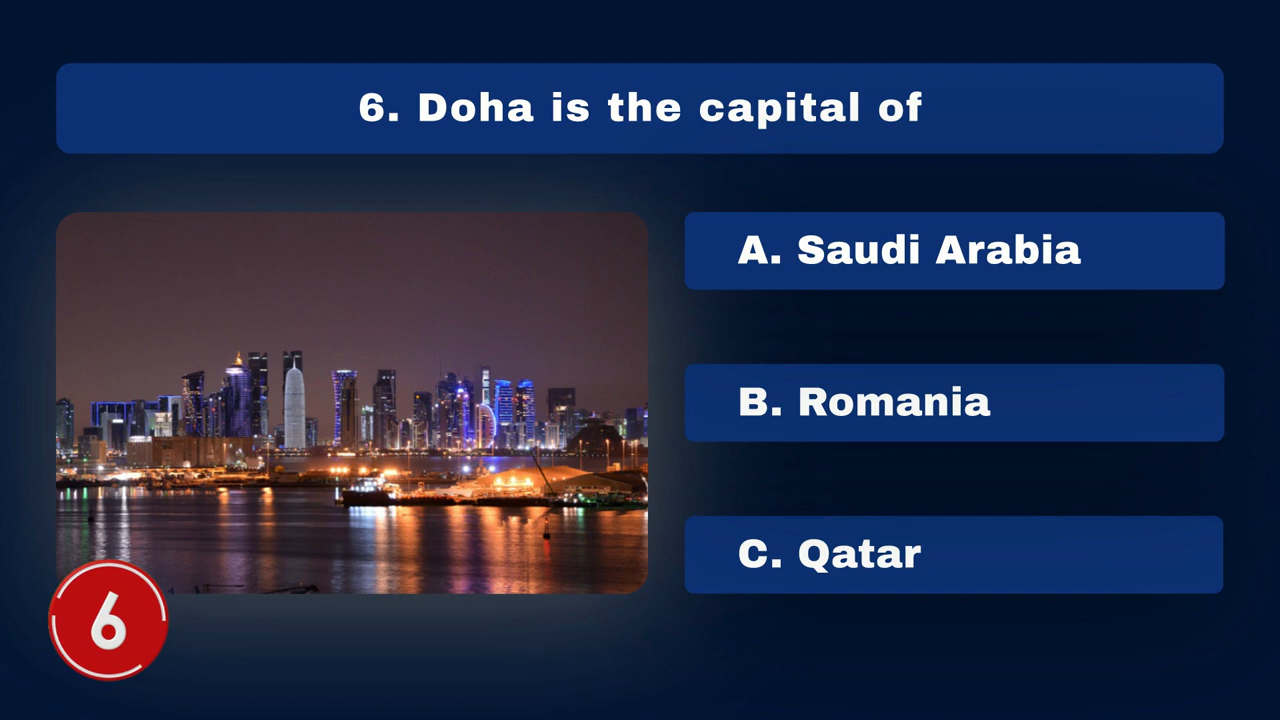 6. Doha is the capital of
A. Saudi Arabia
B. Romania
C. Qatar
6